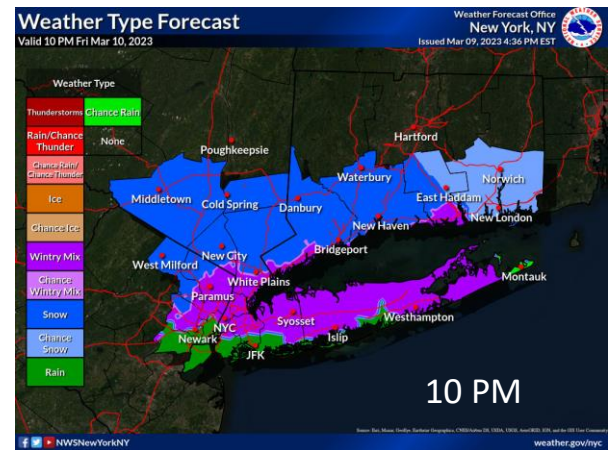 Weather Type Forecast
Valid 10 PM Fri Mar 10, 2023
Weather Forecast Office
New York, NY
Issued Mar 09, 2023 4:36 PM EST
Weather Type
Thunderstorms
Chance Rain
Rain/Chance
Thunder
None
Chance Rain/
Chance Thunder
Ice
Chance Ice
Wintry Mix
Chance
Wintry Mix
Snow
Chance
Snow
Rain
Hartford
Poughkeepsie
Waterbury
Norwich
Middletown
Cold Spring
Danbury
East Haddam
New Haven
New London
New City
Bridgeport
West Milford
White Plains
Montauk
Paramus
NYC
Syosset
Westhampton
Newark
Islip
JFK
10 PM
NWSNewYorkNY
weather.gov/nyc